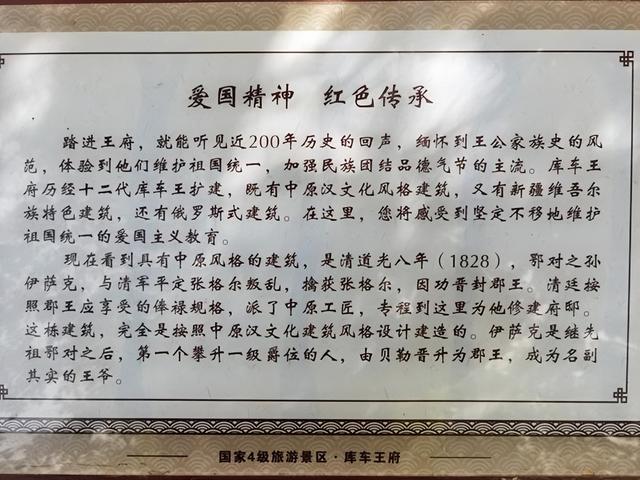 爱国精神 红色传承
踏进王府，就能听见近200年历史的回声，缅怀到王公家族史的风
范，体验到他们维护祖国统一，加强民族团结品德气节的主流。库车王
府历经十二代库车王扩建，既有中原汉文化风格建筑，又有新疆维吾尔
族特色建筑，还有俄罗斯式建筑。在这里，您将感受到坚定不移地维护
祖国统一的爱国主义教育。
现在看到具有中原风格的建筑，是清道光八年（1828），鄂对之孙
伊萨克，与清军平定张格尔叛乱，擒获张格尔，因功晋封郡王。清廷按
照郡王应享受的俸禄规格，派了中原工匠，专程到这里为他修建府邸。
这栋建筑，完全是按照中原汉文化建筑风格设计建造的。伊萨克是继先
祖鄂对之后，第一个攀升一级爵位的人，由贝勒晋升为郡王，成为名副
其实的王爷。
国家4级旅游景区·库车王府